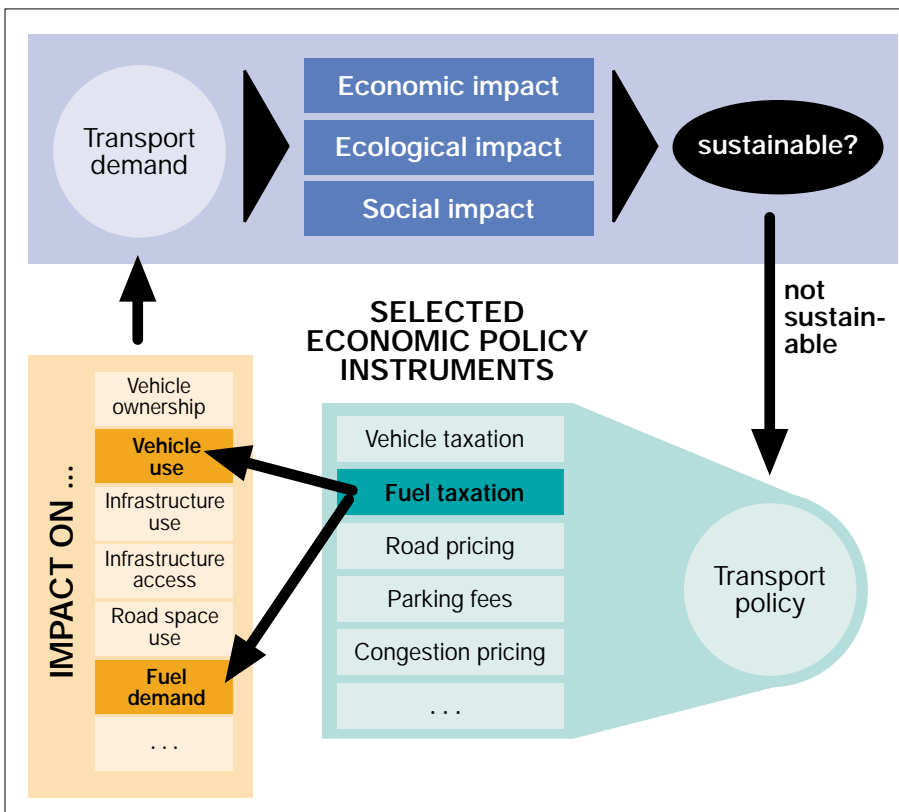 Transport
demand
Economic impact
Ecological impact
Social impact
sustainable?
not
sustain-
able
SELECTED
ECONOMIC POLICY
INSTRUMENTS
IMPACT ON ...
Vehicle
ownership
Vehicle
use
Infrastructure
use
Infrastructure
access
Road space
use
Fuel
demand
. . .
Vehicle taxation
Fuel taxation
Road pricing
Parking fees
Congestion pricing
. . .
Transport
policy